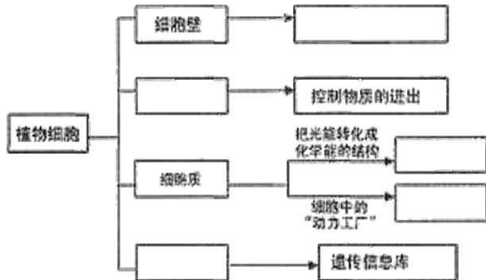 细胞壁
控制物质的进出
植物细胞
把光能转化成
化学能的结构
细胞质
细胞中的
“动力工厂”
遗传信息库